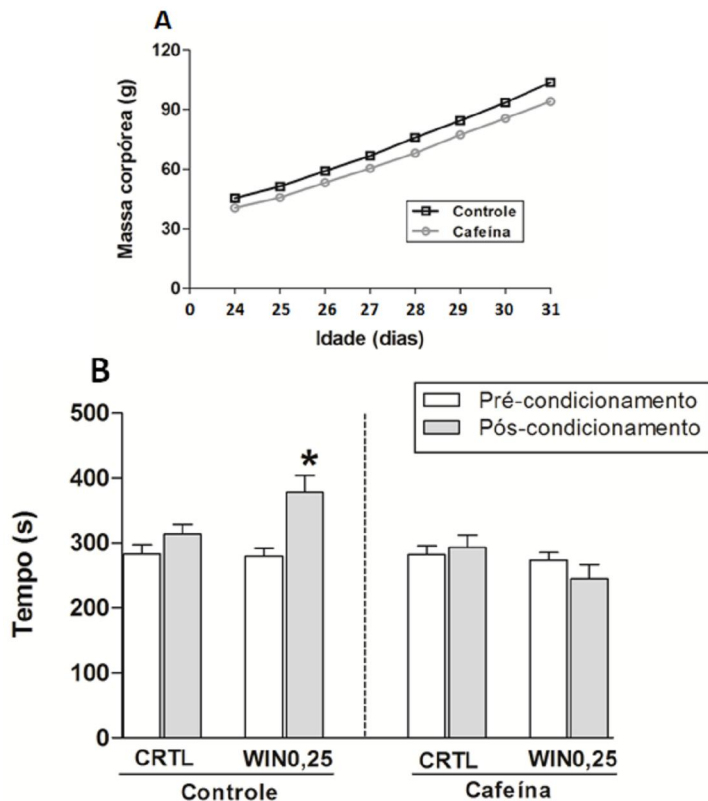 A
120
90
60
30
0
Massa corpórea (g)
Controle
Cafeína
0 24 25 26 27 28 29 30 31
Idade (dias)
B
500
400
300
200
100
0
Tempo (s)
Pré-condicionamento
Pós-condicionamento
*
CRTL WIN0,25 CRTL WIN0,25
Controle Cafeína